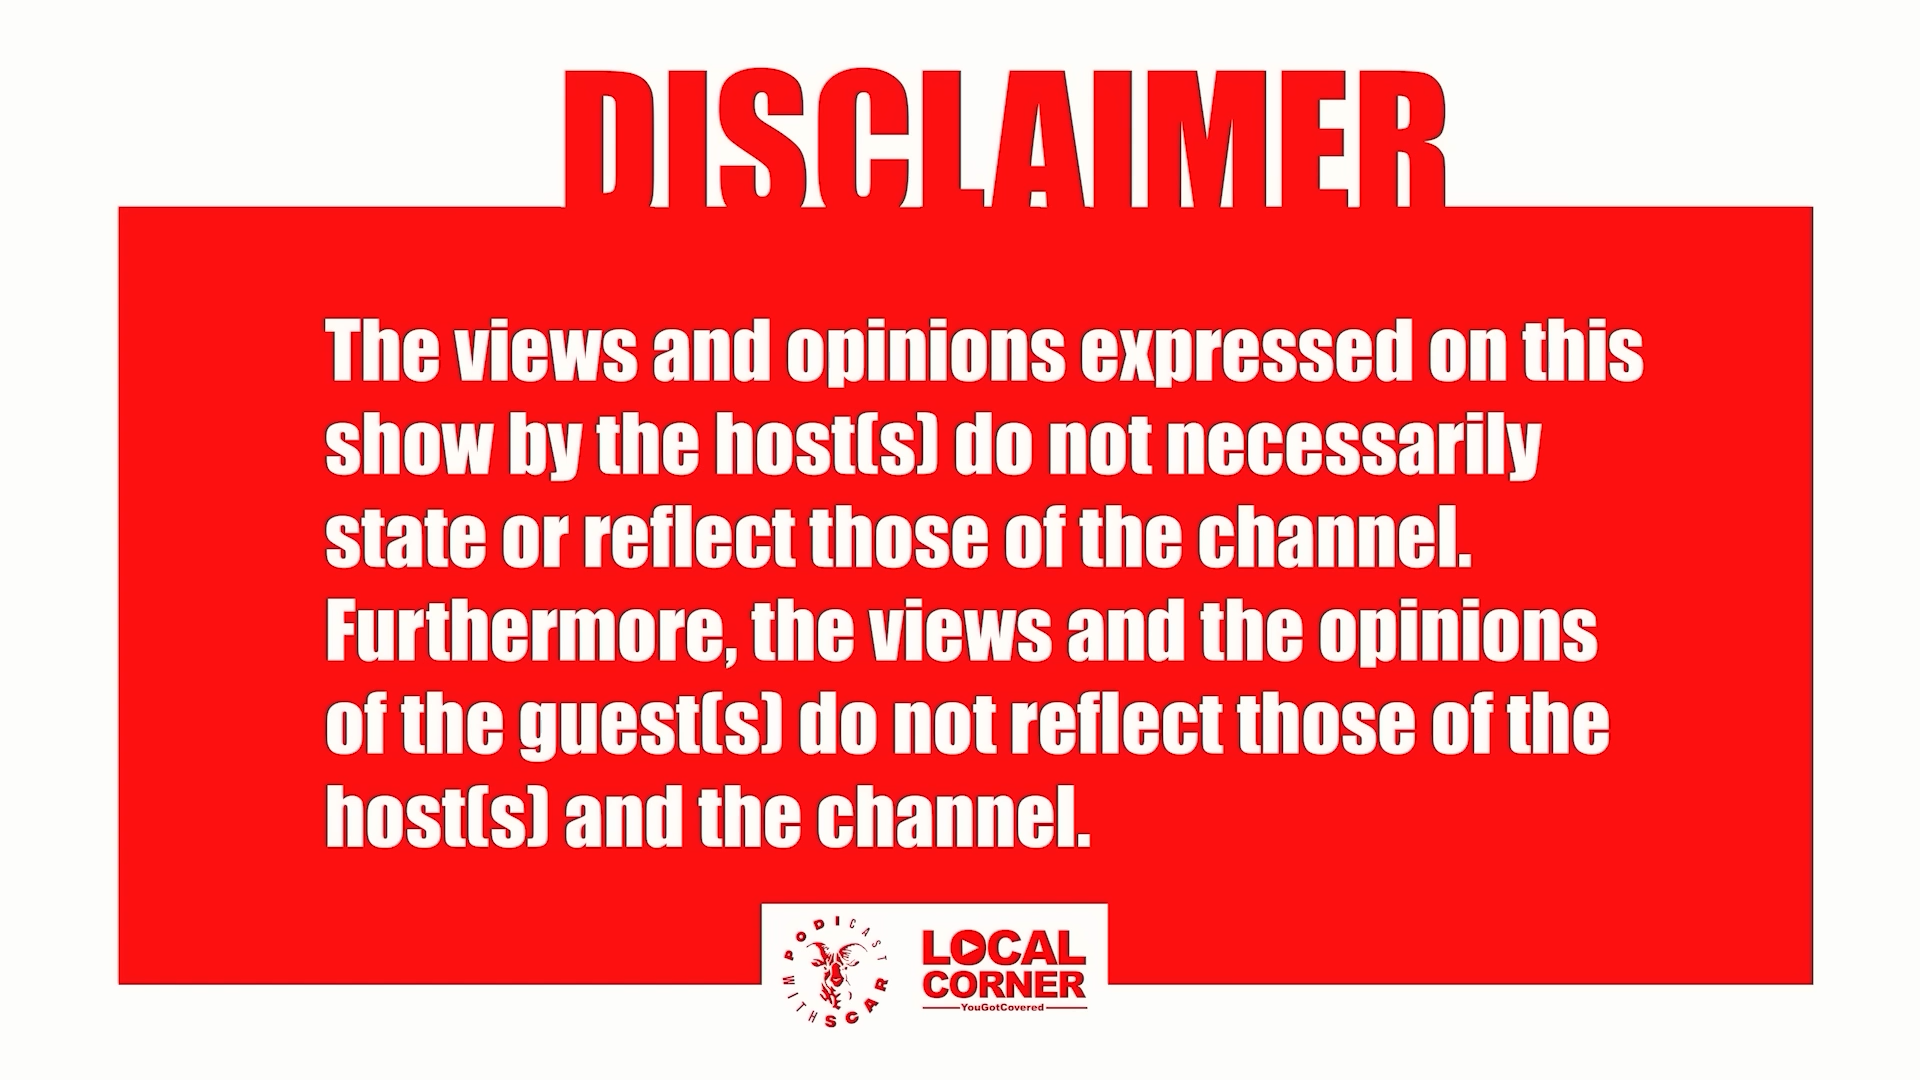 DISCLAIMER
The views and opinions expressed on this
show by the host(s) do not necessarily
state or reflect those of the channel.
Furthermore, the views and the opinions
of the guest(s) do not reflect those of the
host(s) and the channel.
PODICAST WITH SCAR
LOCAL
CORNER
YouGotCovered